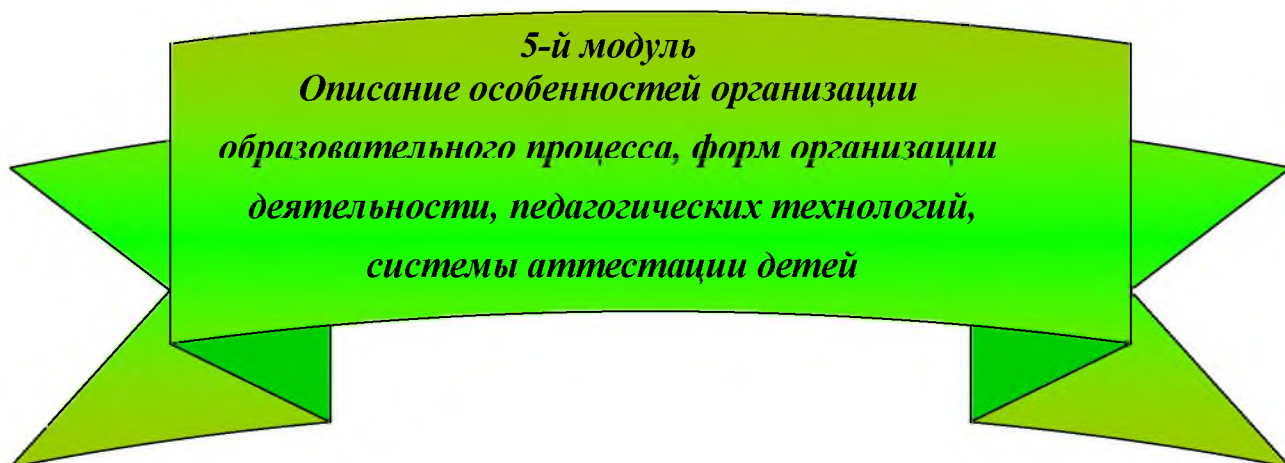 5-й модуль
Описание особенностей организации
образовательного процесса, форм организации
деятельности, педагогических технологий,
системы аттестации детей